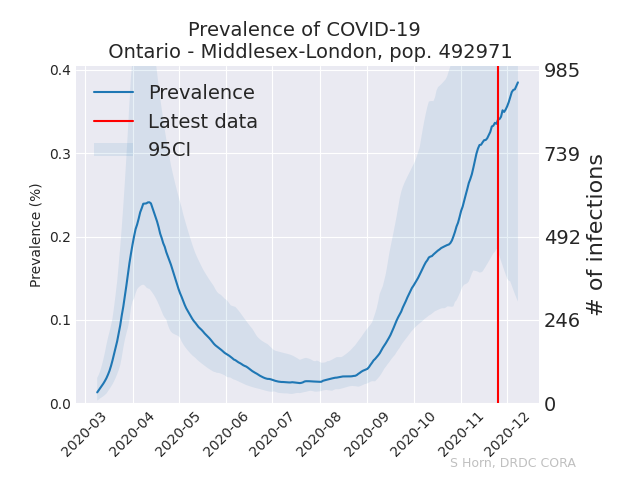 Prevalence of COVID-19
Ontario - Middlesex-London, pop. 492971
Prevalence
Latest data
95CI
Prevalence (%)
0.4
0.3
0.2
0.1
0.0
985
739
492
246
0
# of infections
2020-03
2020-04
2020-05
2020-06
2020-07
2020-08
2020-09
2020-10
2020-11
2020-12
S Horn, DRDC CORA